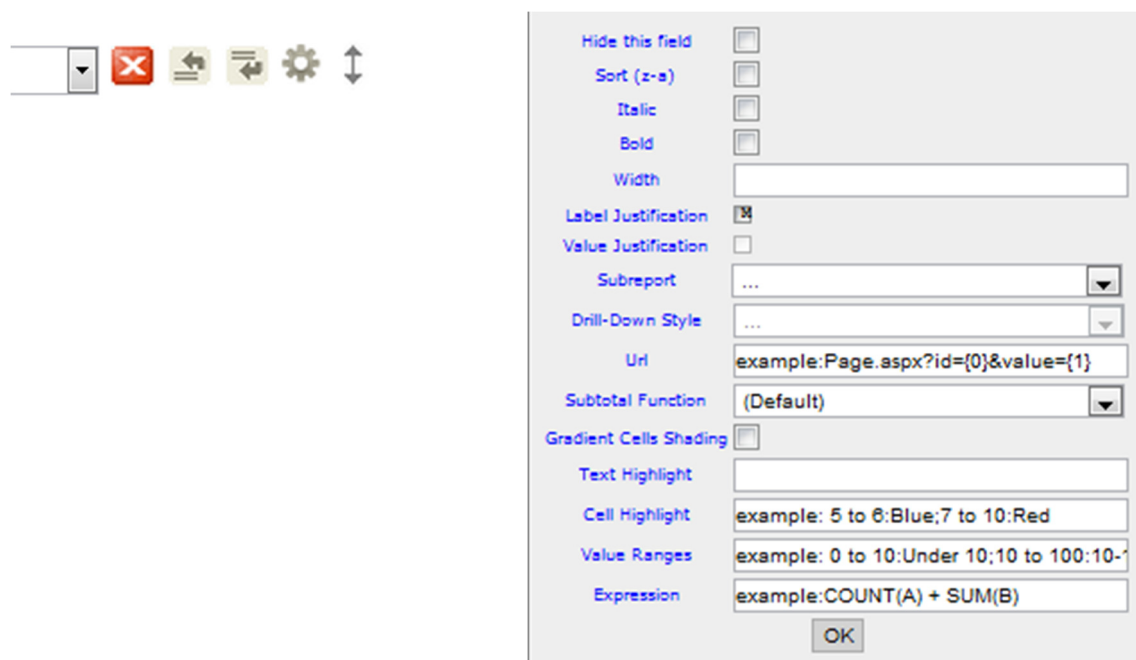 Hide this field
Sort (z-a)
Italic
Bold
Width
Label Justification M
Value Justification
Subreport ...
Drill-Down Style ...
Url example:Page.aspx?id={0}&value={1}
Subtotal Function (Default)
Gradient Cells Shading
Text Highlight
Cell Highlight example: 5 to 6:Blue;7 to 10:Red
Value Ranges example: 0 to 10:Under 10;10 to 100:10-
Expression example:COUNT(A) + SUM(B)
OK